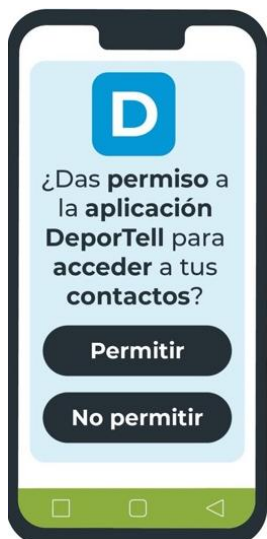 D
¿Das permiso a
la aplicación
DeporTell para
acceder a tus
contactos?
Permitir
No permitir